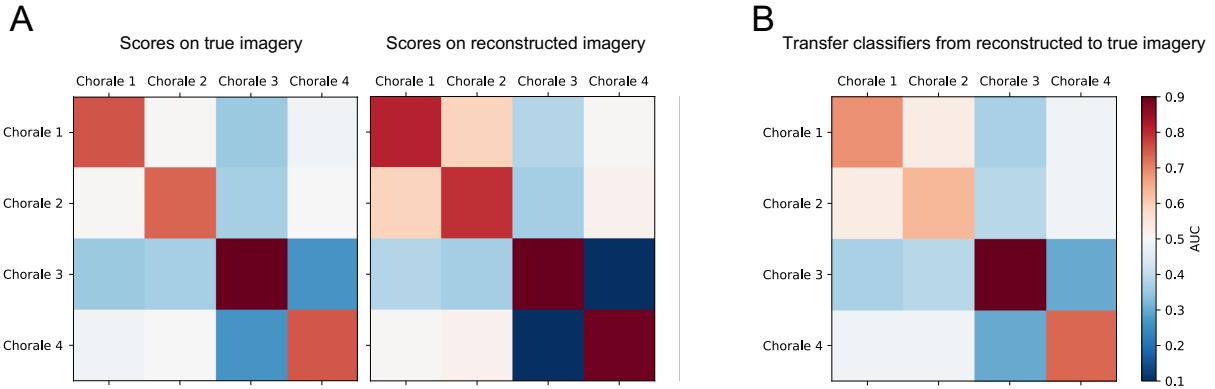 A
B
Scores on true imagery
Scores on reconstructed imagery
Transfer classifiers from reconstructed to true imagery
Chorale 1 Chorale 2 Chorale 3 Chorale 4
Chorale 1 Chorale 2 Chorale 3 Chorale 4
Chorale 1 Chorale 2 Chorale 3 Chorale 4
Chorale 1
Chorale 2
Chorale 3
Chorale 4
Chorale 1
Chorale 2
Chorale 3
Chorale 4
0.9
0.8
0.7
0.6
0.5
0.4
0.3
0.2
0.1
AUC